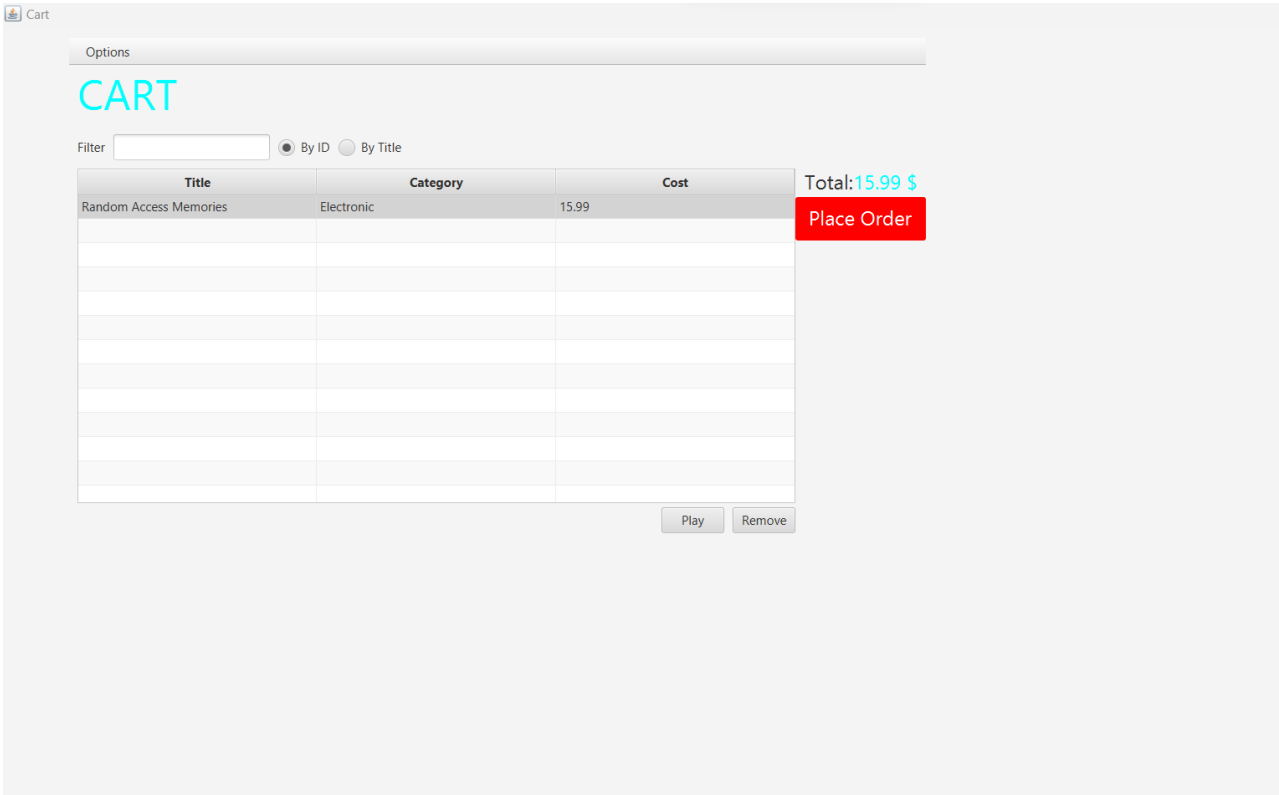 Cart
Options
CART
Filter By ID By Title
Title Category Cost
Total:15.99 $
Random Access Memories Electronic 15.99
Place Order
Play Remove